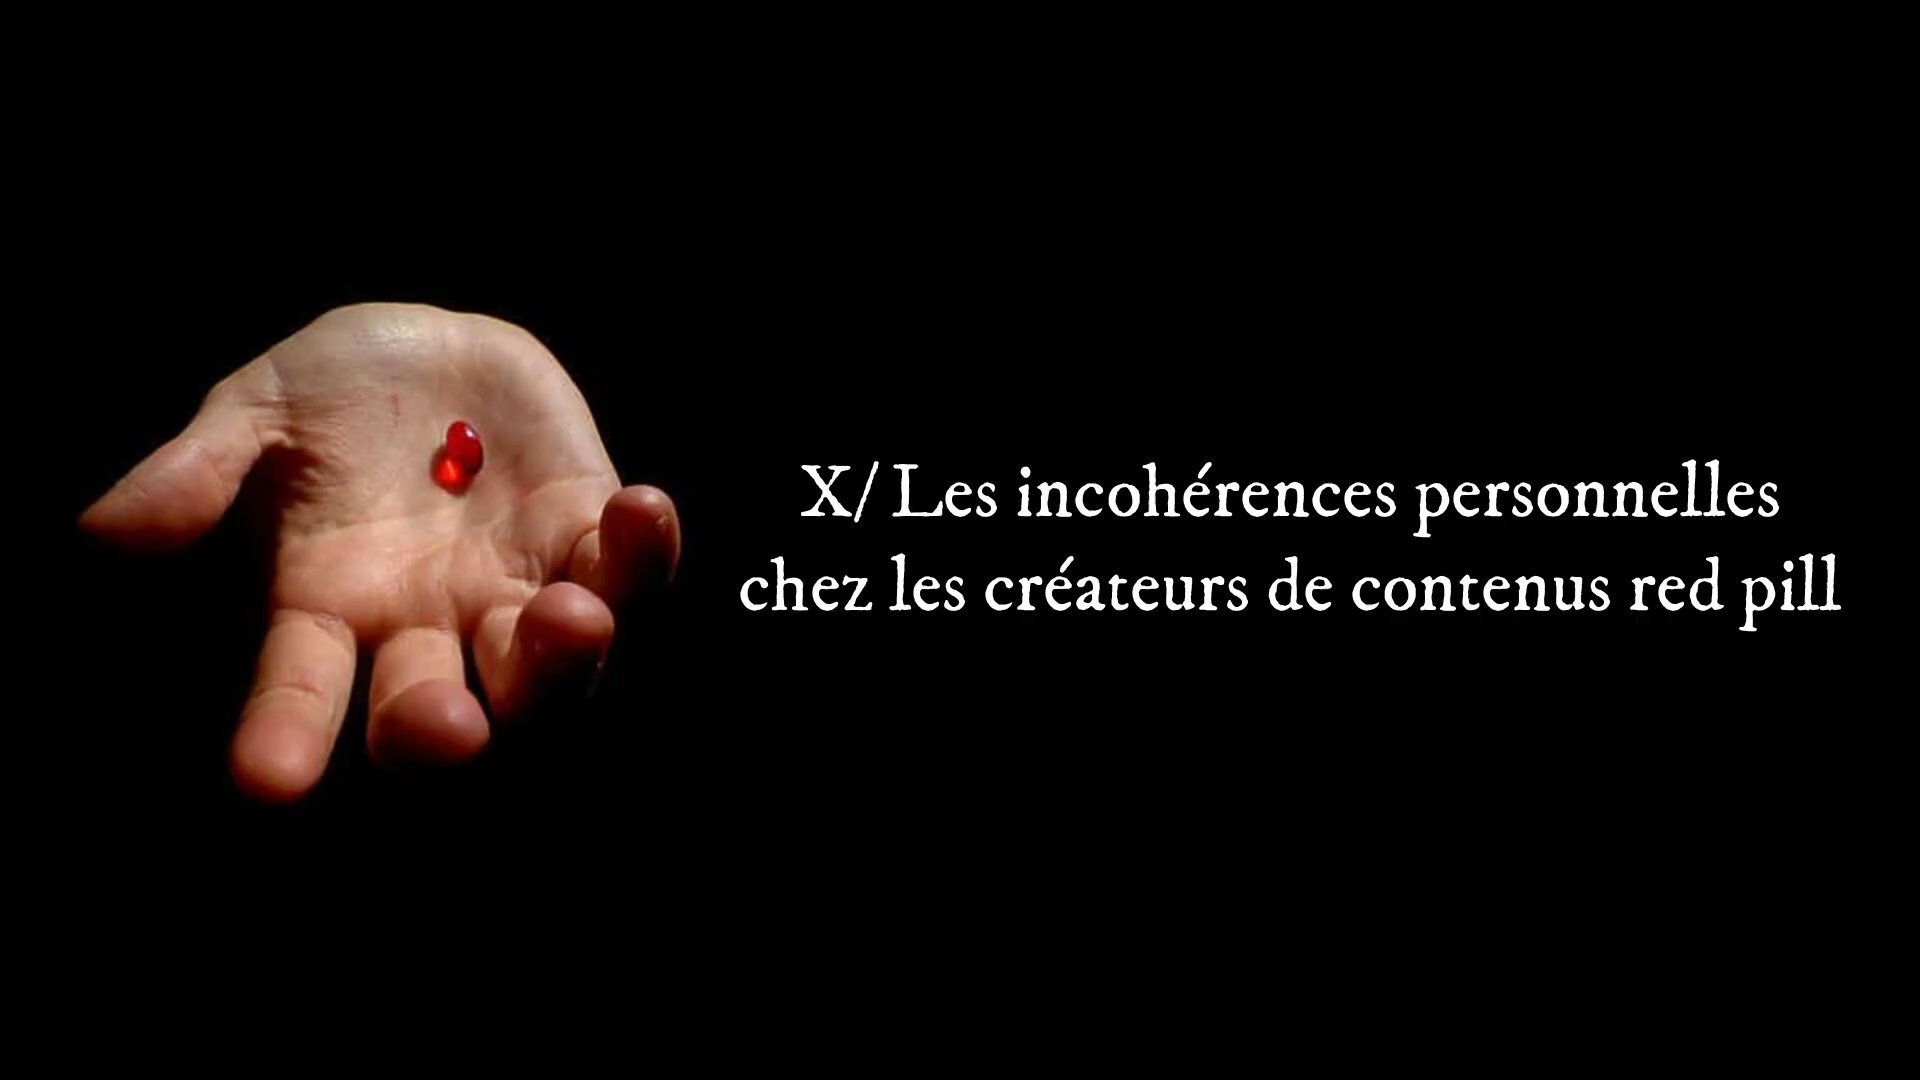 X/ Les incohérences personnelles
chez les créateurs de contenus red pill